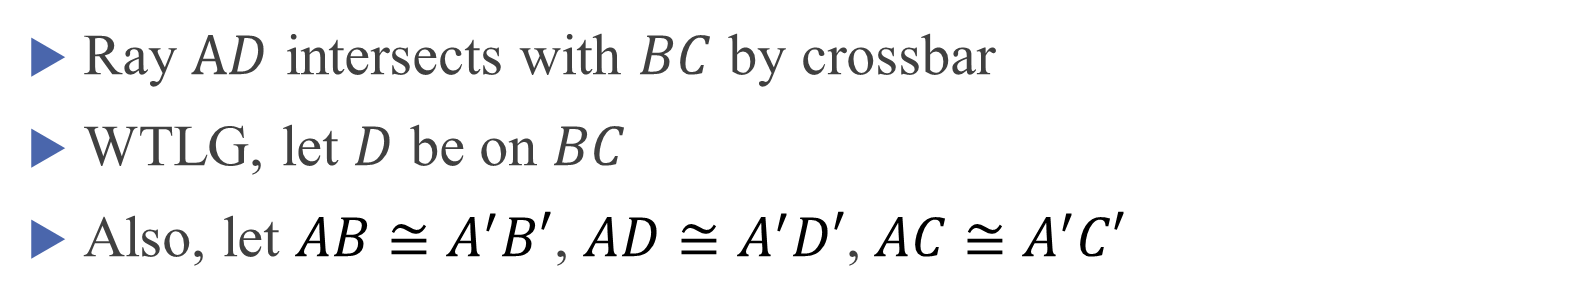 ▶ Ray AD intersects with BC by crossbar
▶ WTLG, let D be on BC
▶ Also, let AB ≅ A′B′, AD ≅ A′D′, AC ≅ A′C′